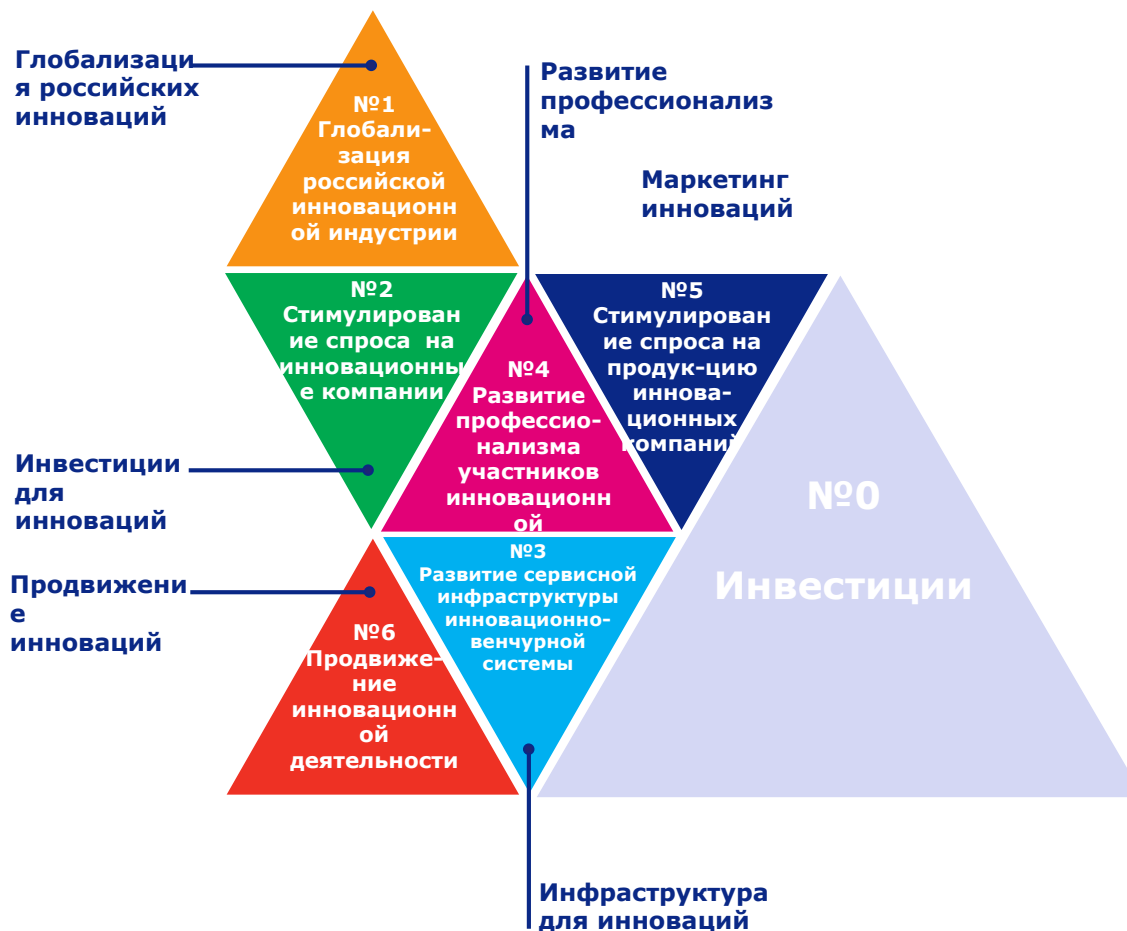 Глобализаци
я российских
инноваций
№1
Глобали-
зация
российской
инновационн
ой индустрии
Развитие
профессионализ
ма
Маркетинг
инноваций
№2
Стимулирован
ие спроса на
инновационны
е компании
№4
Развитие
профессио-
нализма
участников
инновационн
ой
№5
Стимулирован
ие спроса на
продук-цию
иннова-
ционных
компаний
№0
Инвестиции
Инвестиции
для
инноваций
Продвижени
е
инноваций
№6
Продвиже-
ние
инновационн
ой
деятельности
№3
Развитие сервисной
инфраструктуры
инновационно-
венчурной
системы
Инфраструктура
для инноваций